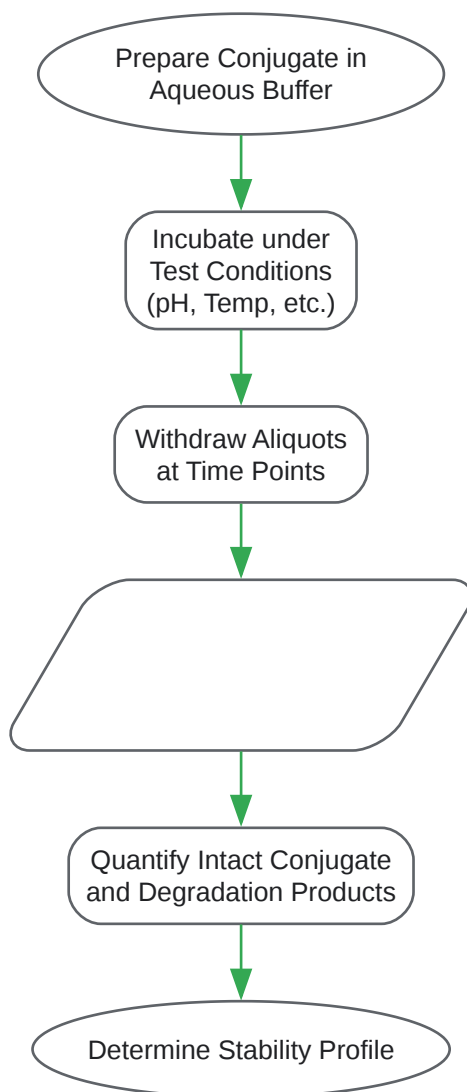 Prepare Conjugate in
Aqueous Buffer
Incubate under
Test Conditions
(pH, Temp, etc.)
Withdraw Aliquots
at Time Points
Quantify Intact Conjugate
and Degradation Products
Determine Stability Profile